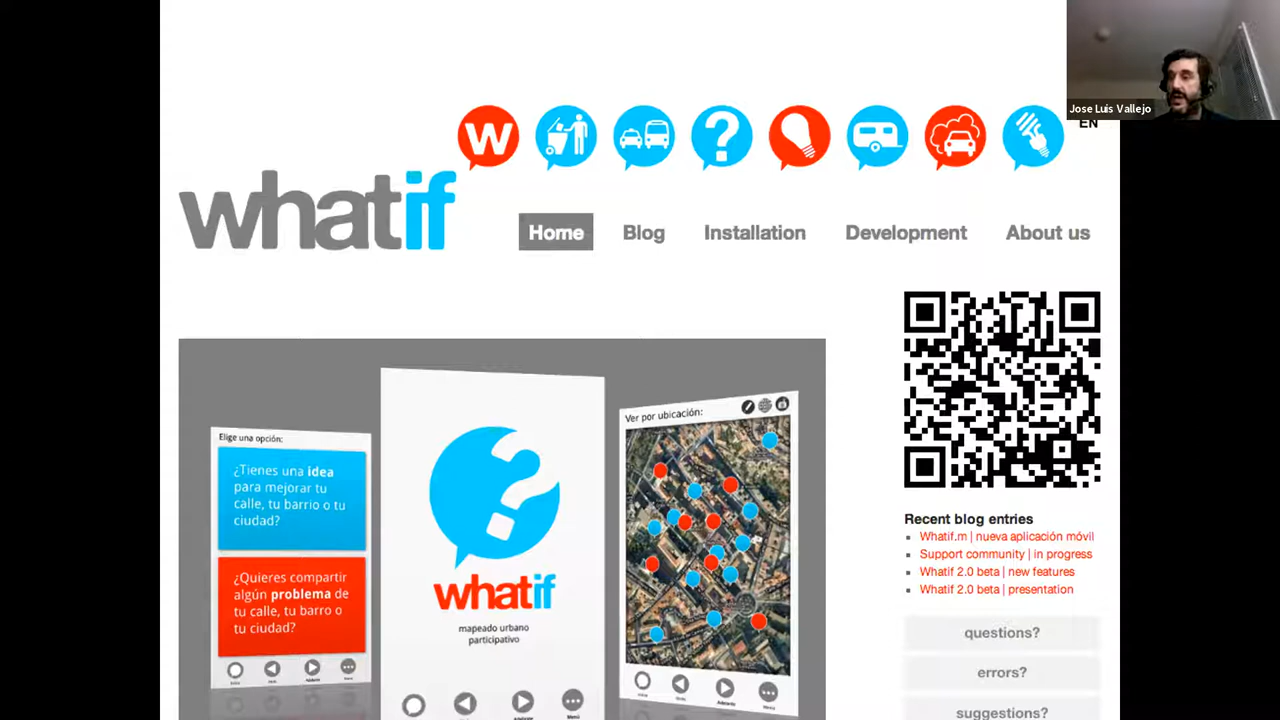 Jose Luis Vallejo
EN
W
whatif
Home
Blog
Installation
Development
About us
Elige una opción:
¿Tienes una idea
para mejorar tu
calle, tu barrio o tu
ciudad?
¿Quieres compartir
algún problema de
tu calle, tu barro o
tu ciudad?
?
whatif
mapeado urbano
participativo
Ver por ubicación:
Recent blog entries
Whatif.m | nueva aplicación móvil
Support community | in progress
Whatif 2.0 beta | new features
Whatif 2.0 beta | presentation
questions?
errors?
suggestions?